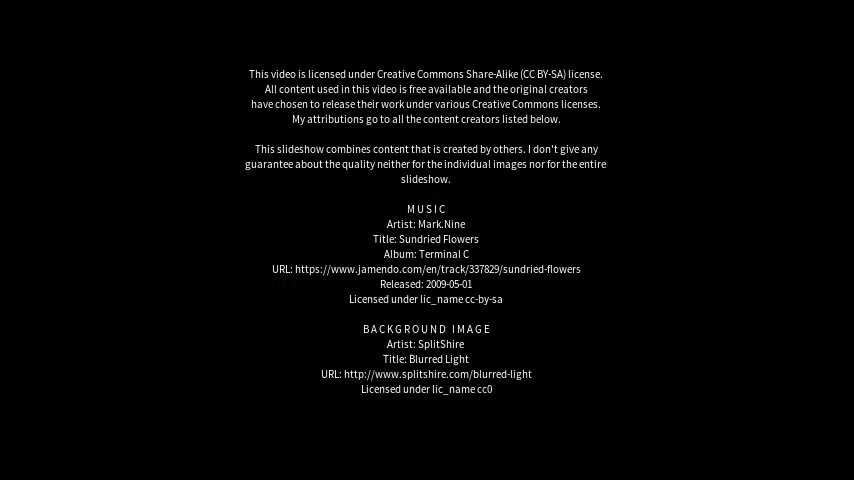 This video is licensed under Creative Commons Share-Alike (CC BY-SA) license.
All content used in this video is free available and the original creators
have chosen to release their work under various Creative Commons licenses.
My attributions go to all the content creators listed below.
This slideshow combines content that is created by others. I don't give any
guarantee about the quality neither for the individual images nor for the entire
slideshow.
MUSIC
Artist: Mark.Nine
Title: Sundried Flowers
Album: Terminal C
URL: https://www.jamendo.com/en/track/337829/sundried-flowers
Released: 2009-05-01
Licensed under lic_name cc-by-sa
BACKGROUND IMAGE
Artist: SplitShire
Title: Blurred Light
URL: http://www.splitshire.com/blurred-light
Licensed under lic_name cc0